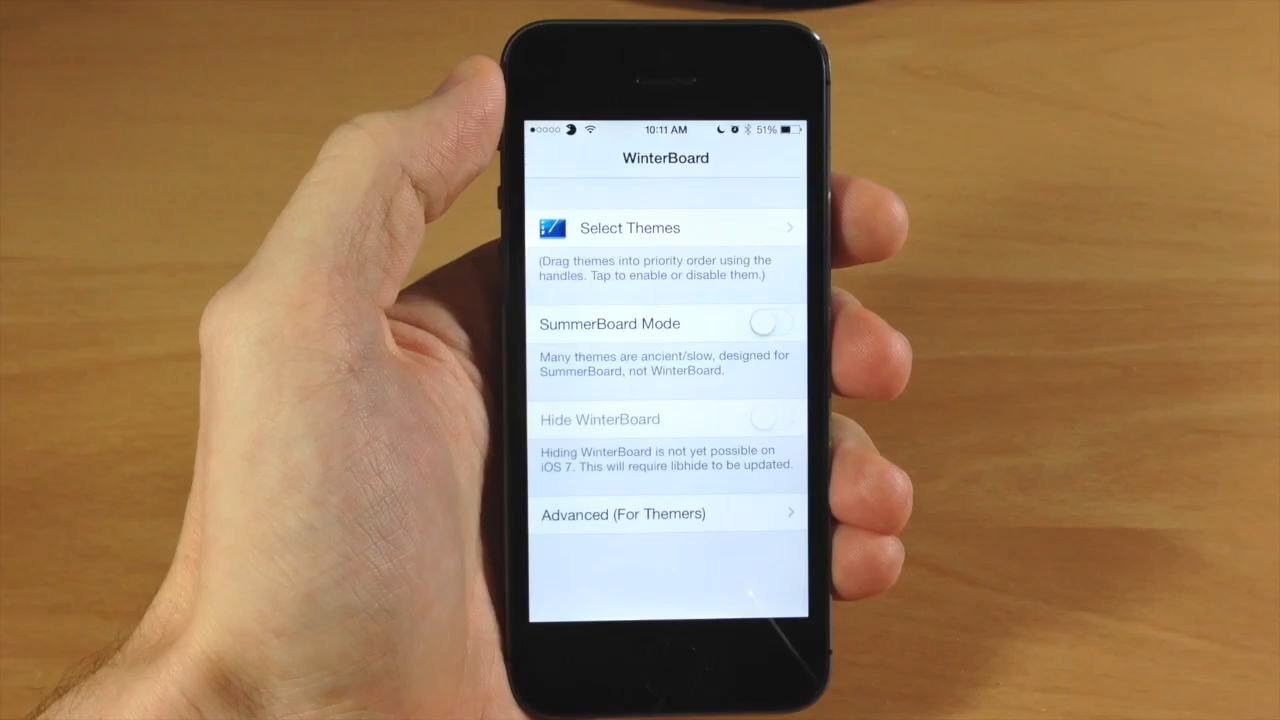 10:11 AM 51%
WinterBoard
Select Themes
(Drag themes into priority order using the
handles. Tap to enable or disable them.)
SummerBoard Mode
Many themes are ancient/slow, designed for
SummerBoard, not WinterBoard.
Hide WinterBoard
Hiding WinterBoard is not yet possible on
iOS 7. This will require libhide to be updated.
Advanced (For Themers)